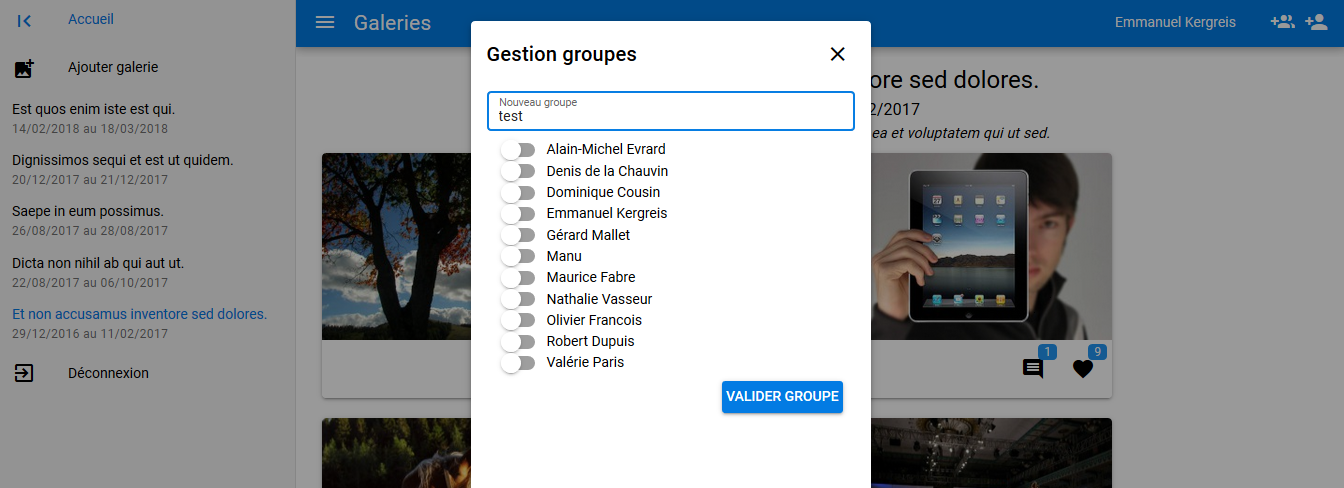 Accueil
Ajouter galerie
Est quos enim iste est qui.
14/02/2018 au 18/03/2018
Dignissimos sequi et est ut quidem.
20/12/2017 au 21/12/2017
Saepe in eum possimus.
26/08/2017 au 28/08/2017
Dicta non nihil ab qui aut ut.
22/08/2017 au 06/10/2017
Et non accusamus inventore sed dolores.
29/12/2016 au 11/02/2017
Déconnexion
Galeries
Emmanuel Kergreis
Gestion groupes
Nouveau groupe
test
Alain-Michel Evrard
Denis de la Chauvin
Dominique Cousin
Emmanuel Kergreis
Gérard Mallet
Manu
Maurice Fabre
Nathalie Vasseur
Olivier Francois
Robert Dupuis
Valérie Paris
VALIDER GROUPE
ore sed dolores.
2/2017
ea et voluptatem qui ut sed.
1
9